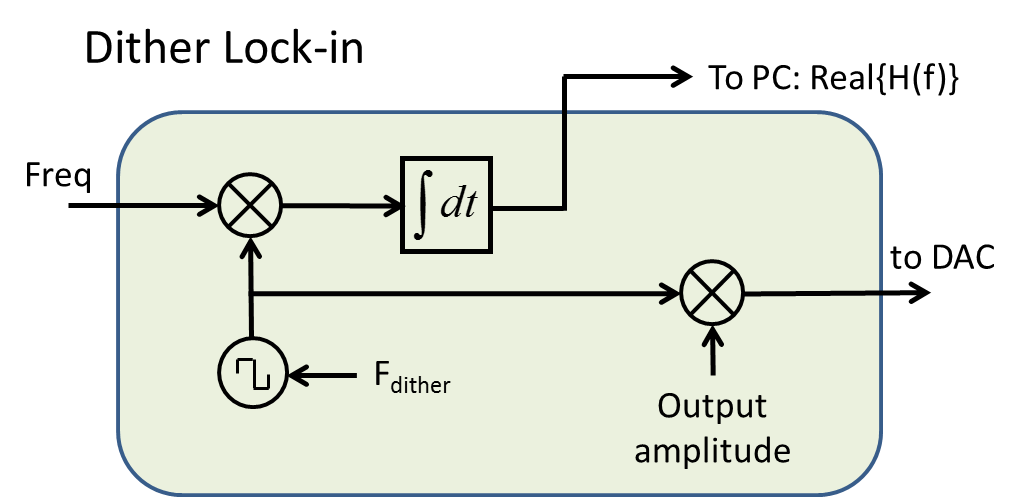 Dither Lock-in
To PC: Real{H(f)}
Freq
∫ dt
to DAC
Fdither
Output
amplitude